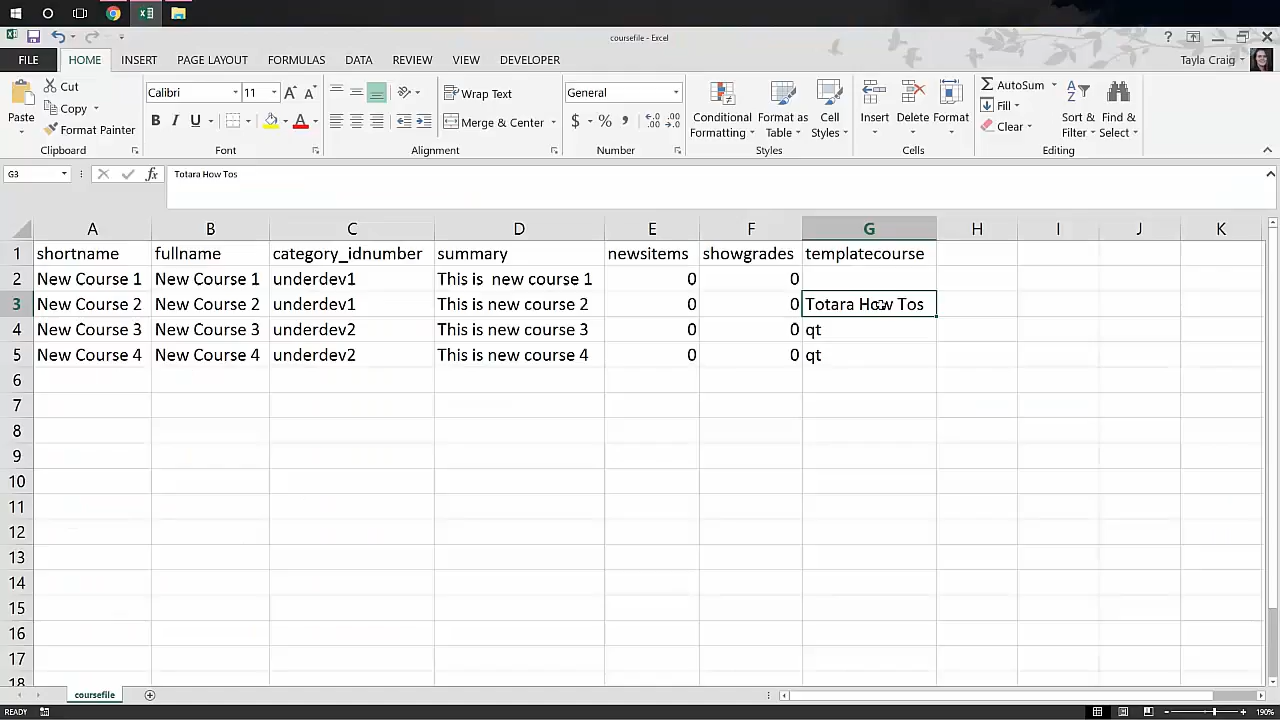 coursefile - Excel
?
FILE HOME INSERT PAGE LAYOUT FORMULAS DATA REVIEW VIEW DEVELOPER Tayla Craig
Paste
Cut
Copy
Format Painter
Clipboard
Calibri 11 A A
B I U A
Font
Wrap Text
Merge & Center
Alignment
General
$ % , .00 .0
Number
Conditional Formatting
Format as Table
Cell Styles
Styles
Insert Delete Format
Cells
AutoSum
Fill
Clear
Sort & Filter
Find & Select
Editing
G3 fx Totara How Tos
A B C D E F G H I J K
1 shortname fullname category_idnumber summary newsitems showgrades templatecourse
2 New Course 1 New Course 1 underdev1 This is  new course 1 0 0
3 New Course 2 New Course 2 underdev1 This is new course 2 0 0 Totara How Tos
4 New Course 3 New Course 3 underdev2 This is new course 3 0 0 qt
5 New Course 4 New Course 4 underdev2 This is new course 4 0 0 qt
6
7
8
9
10
11
12
13
14
15
16
17
18
coursefile
READY 190%